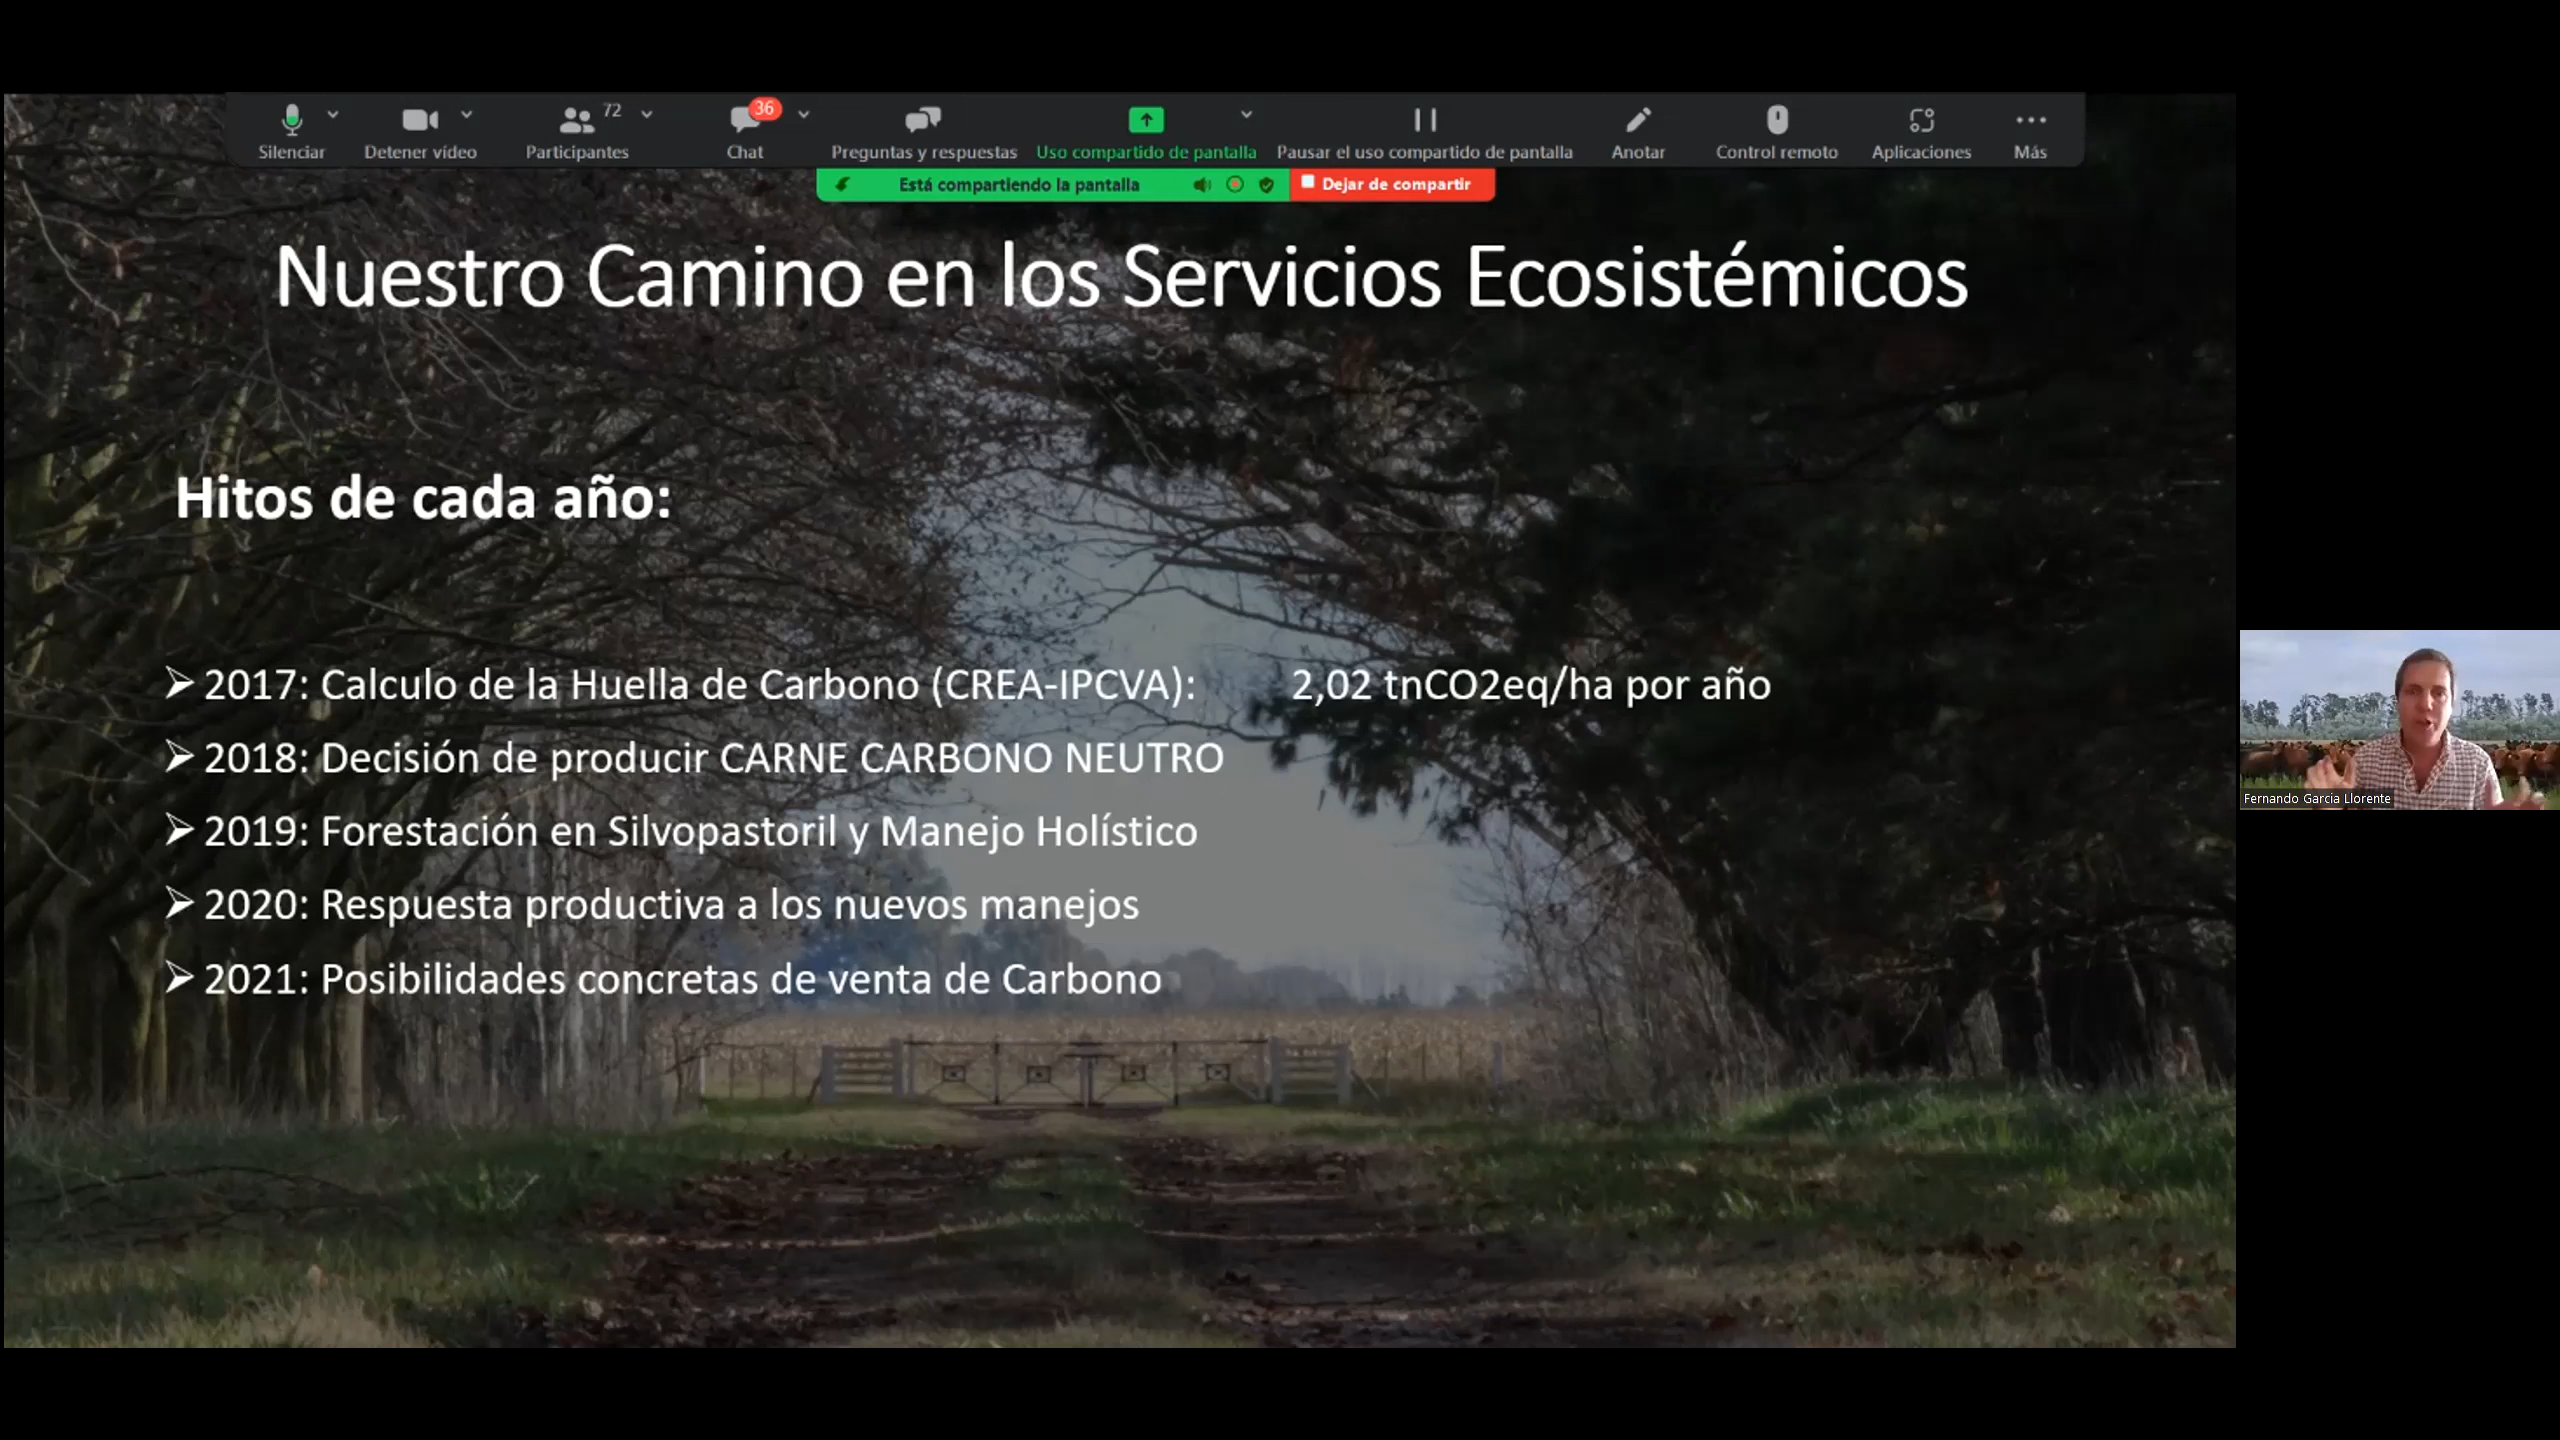 Silenciar
Detener vídeo
72
Participantes
36
Chat
Preguntas y respuestas
Uso compartido de pantalla
Pausar el uso compartido de pantalla
Anotar
Control remoto
Aplicaciones
Más
Está compartiendo la pantalla
Dejar de compartir
Nuestro Camino en los Servicios Ecosistémicos
Hitos de cada año:
2017: Calculo de la Huella de Carbono (CREA-IPCVA): 2,02 tnCO2eq/ha por año
2018: Decisión de producir CARNE CARBONO NEUTRO
2019: Forestación en Silvopastoril y Manejo Holístico
2020: Respuesta productiva a los nuevos manejos
2021: Posibilidades concretas de venta de Carbono
Fernando Garcia Llorente